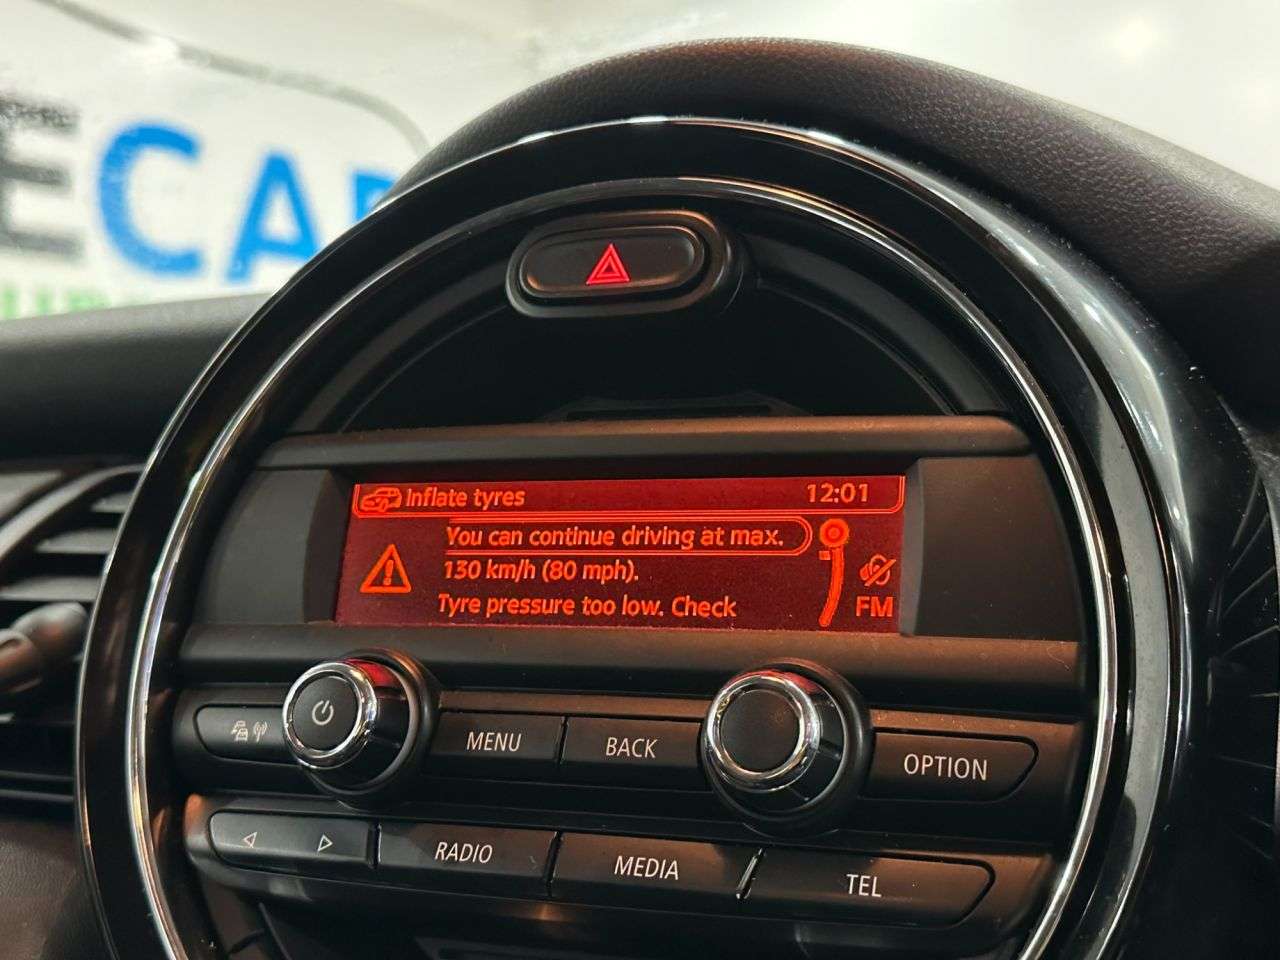 ECAR
Inflate tyres 12:01
You can continue driving at max.
130 km/h (80 mph).
Tyre pressure too low. Check
FM
MENU
BACK
OPTION
RADIO
MEDIA
TEL